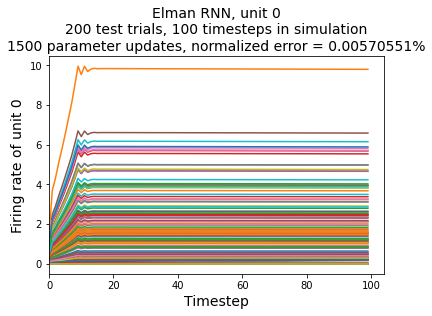 Elman RNN, unit 0
200 test trials, 100 timesteps in simulation
1500 parameter updates, normalized error = 0.00570551%
Firing rate of unit 0
10
8
6
4
2
0
0 20 40 60 80 100
Timestep